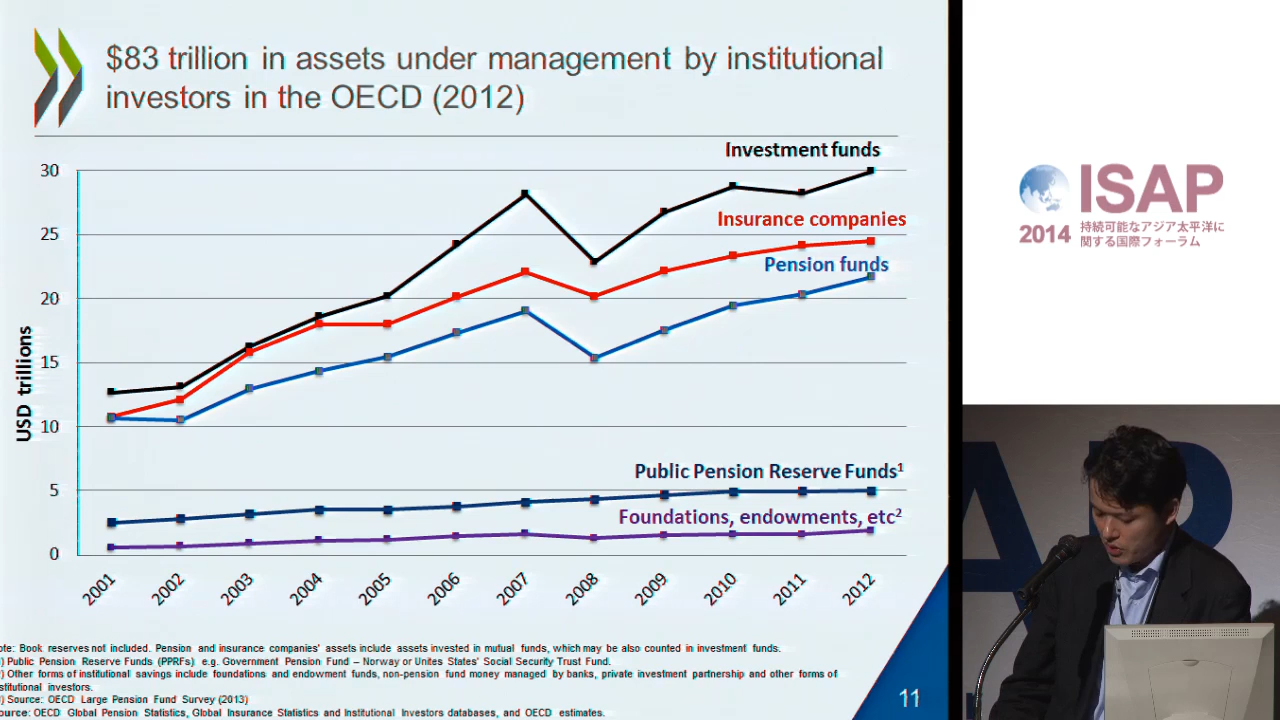 $83 trillion in assets under management by institutional
investors in the OECD (2012)
Investment funds
Insurance companies
Pension funds
Public Pension Reserve Funds¹
Foundations, endowments, etc²
USD trillions
30
25
20
15
10
5
0
2001 2002 2003 2004 2005 2006 2007 2008 2009 2010 2011 2012
ote: Book reserves not included. Pension and insurance companies' assets include assets invested in mutual funds, which may be also counted in investment funds.
) Public Pension Reserve Funds (PPRFs) e.g. Government Pension Fund – Norway or Unites States' Social Security Trust Fund.
) Other forms of institutional savings include foundations and endowment funds, non-pension fund money managed by banks, private investment partnership and other forms of
stitutional investors.
) Source: OECD Large Pension Fund Survey (2013)
ource: OECD Global Pension Statistics, Global Insurance Statistics and Institutional Investors databases, and OECD estimates.
11
ISAP
2014 持続可能なアジア太平洋に
関する国際フォーラム